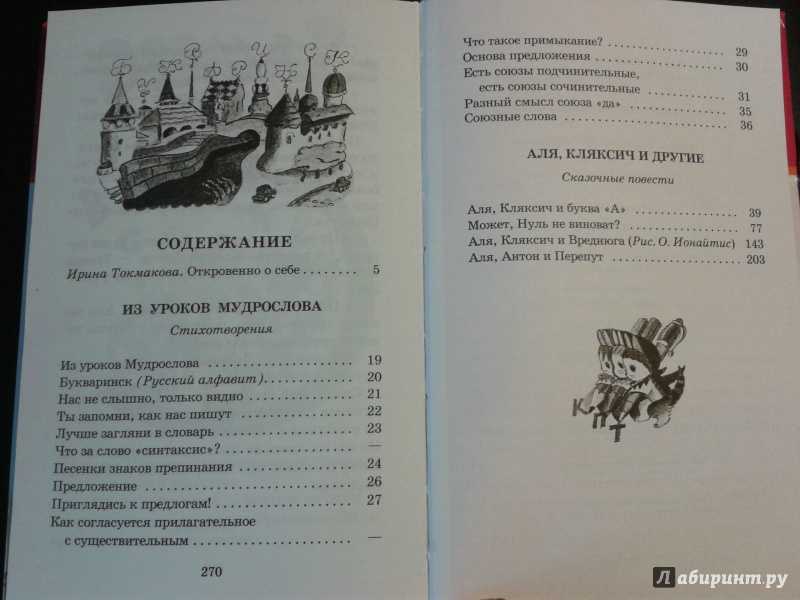 БУКВАРИНСК
СОДЕРЖАНИЕ
Ирина Токмакова. Откровенно о себе ........ 5
ИЗ УРОКОВ МУДРОСЛОВА
Стихотворения
Из уроков Мудрослова ........ 19
Букваринск (Русский алфавит) ........ 20
Нас не слышно, только видно ........ 21
Ты запомни, как нас пишут ........ 22
Лучше загляни в словарь ........ 23
Что за слово «синтаксис»? ........ —
Песенки знаков препинания ........ 24
Предложение ........ 26
Приглядись к предлогам! ........ 27
Как согласуется прилагательное
с существительным ........ —
270
Что такое примыкание? ........ 29
Основа предложения ........ 30
Есть союзы подчинительные,
есть союзы сочинительные ........ 31
Разный смысл союза «да» ........ 35
Союзные слова ........ 36
АЛЯ, КЛЯКСИЧ И ДРУГИЕ
Сказочные повести
Аля, Кляксич и буква «А» ........ 39
Может, Нуль не виноват? ........ 77
Аля, Кляксич и Вреднюга (Рис. О. Ионайтис) 143
Аля, Антон и Перепут ........ 203
К П Т
Лабиринт.ру